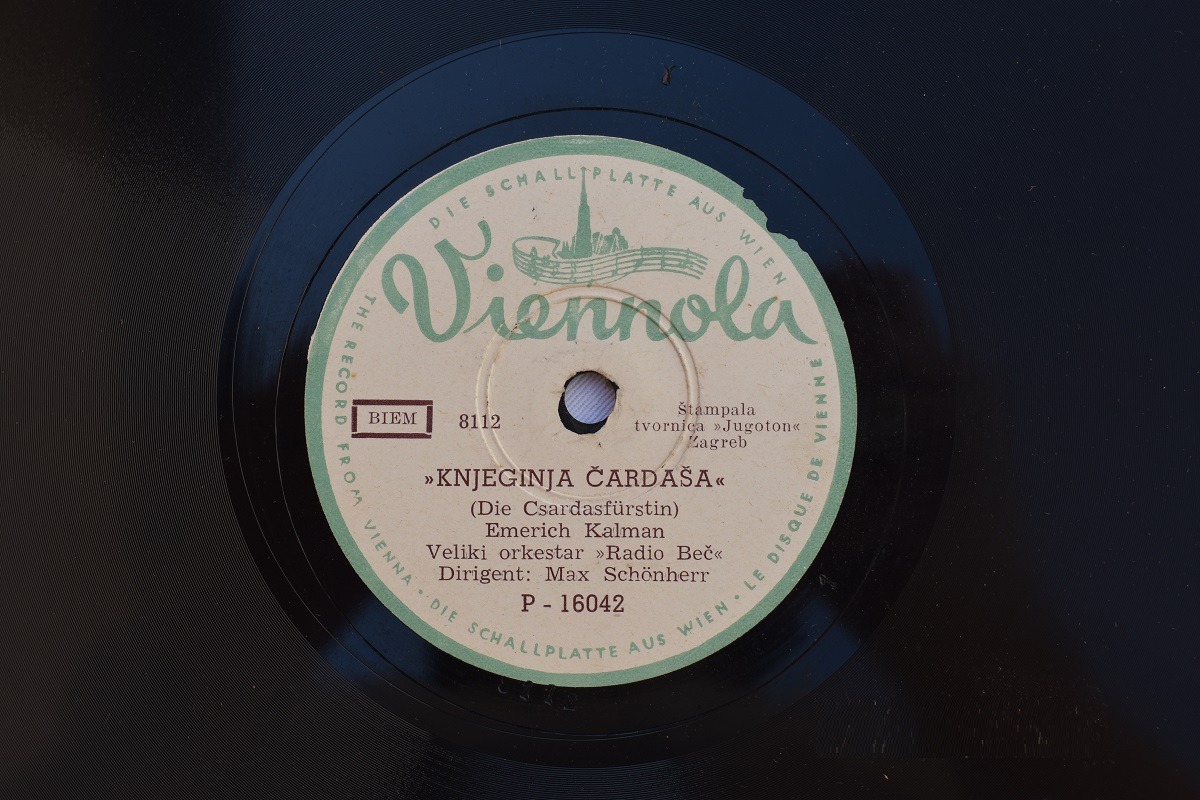 DIE SCHALLPLATTE AUS WIEN
Viennola
THE RECORD FROM VIENNA • DIE SCHALLPLATTE AUS WIEN • LE DISQUE DE VIENNE
BIEM
8112
Štampala
tvornica »Jugoton«
Zagreb
»KNJEGINJA ČARDAŠA«
(Die Csardasfürstin)
Emerich Kalman
Veliki orkestar »Radio Beč«
Dirigent: Max Schönherr
P - 16042